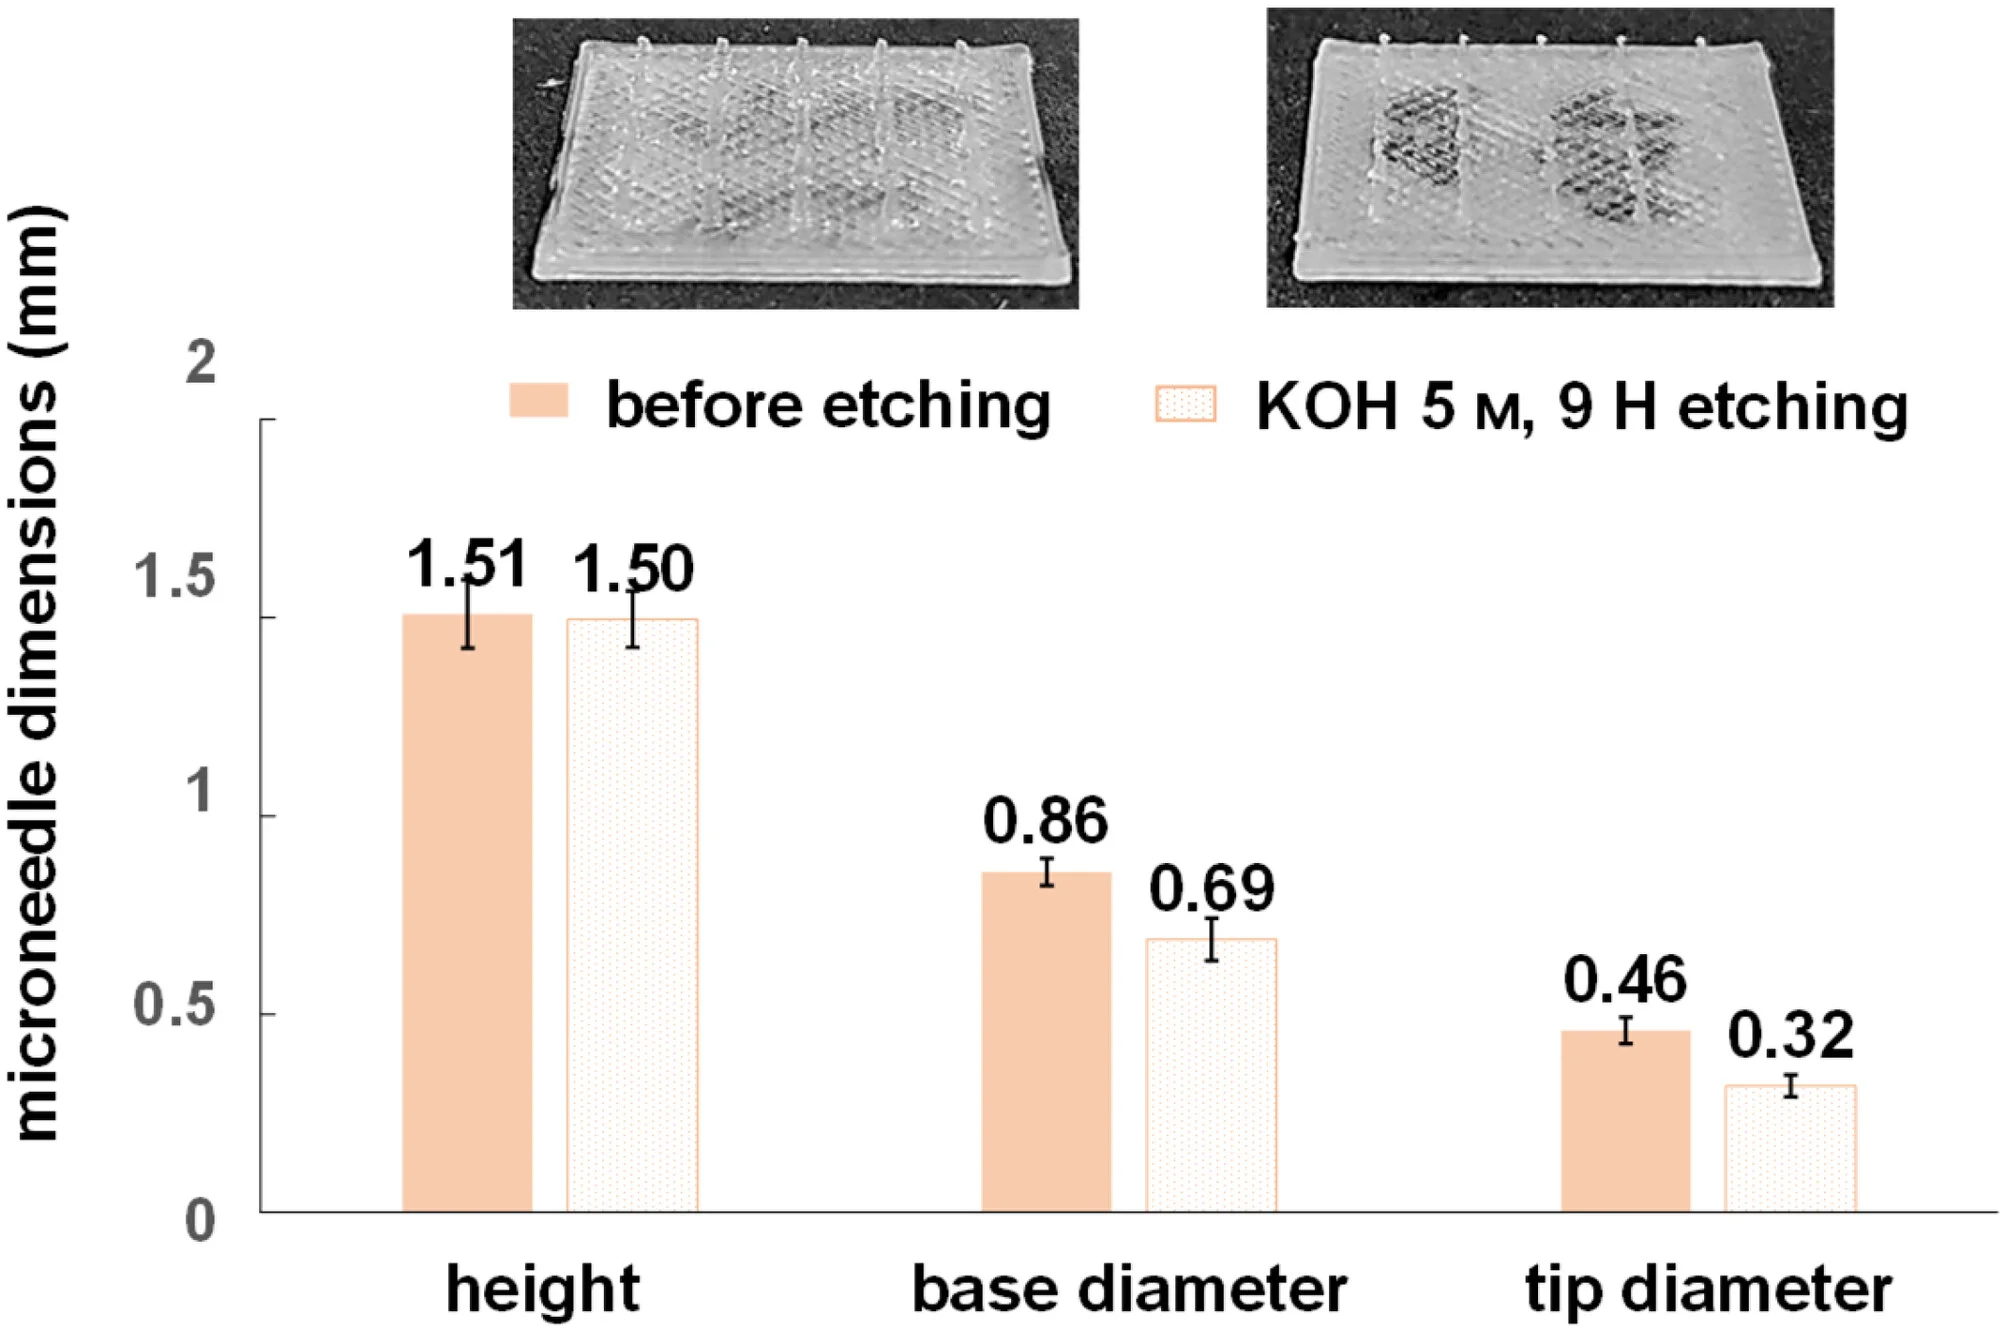 microneedle dimensions (mm)
2
1.5
1
0.5
0
before etching
KOH 5 м, 9 H etching
1.51
1.50
0.86
0.69
0.46
0.32
height
base diameter
tip diameter